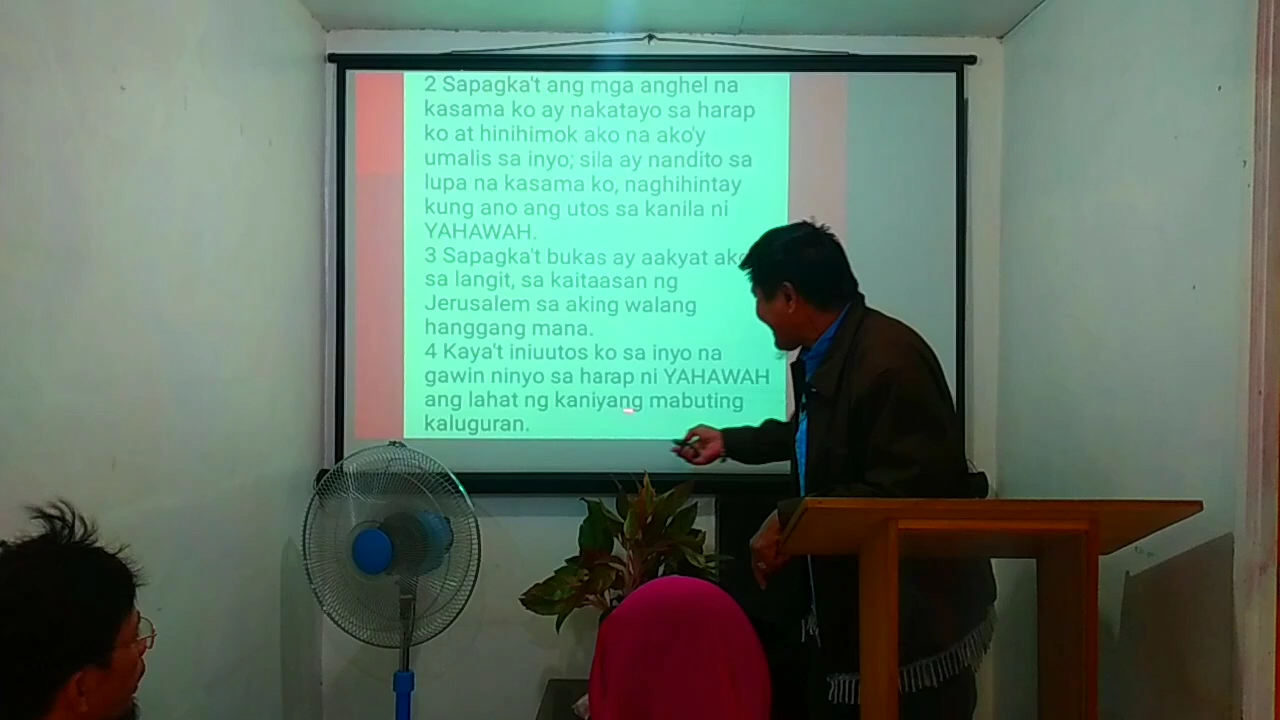 2 Sapagka't ang mga anghel na
kasama ko ay nakatayo sa harap
ko at hinihimok ako na ako'y
umalis sa inyo; sila ay nandito sa
lupa na kasama ko, naghihintay
kung ano ang utos sa kanila ni
YAHAWAH.
3 Sapagka't bukas ay aakyat ako
sa langit, sa kaitaasan ng
Jerusalem sa aking walang
hanggang mana.
4 Kaya't iniuutos ko sa inyo na
gawin ninyo sa harap ni YAHAWAH
ang lahat ng kaniyang mabuting
kaluguran.